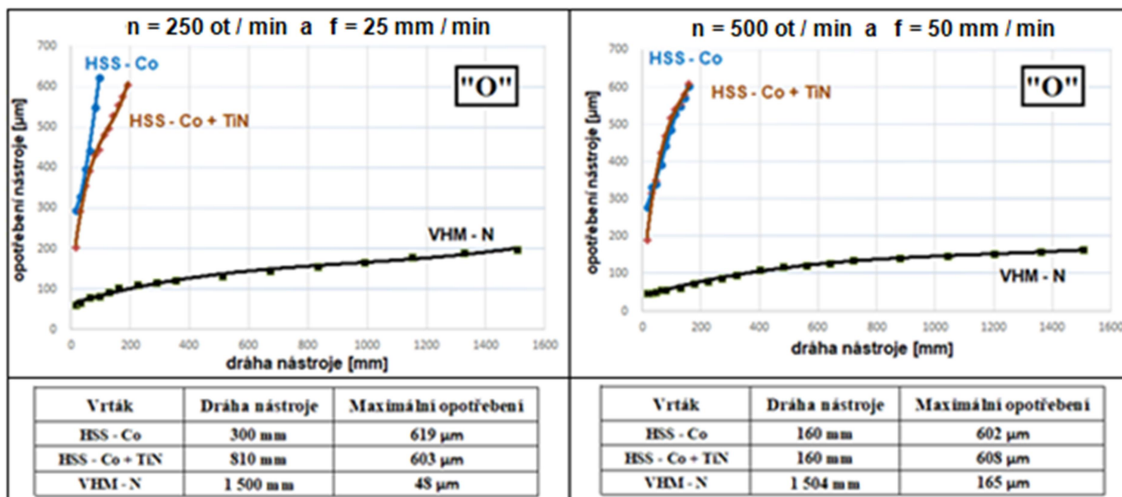 n = 250 ot / min a f = 25 mm / min
700
600
500
400
300
200
100
0
opotřebení nástroje [µm]
HSS - Co
HSS - Co + TiN
"O"
VHM - N
0 200 400 600 800 1000 1200 1400 1600
dráha nástroje [mm]
n = 500 ot / min a f = 50 mm / min
700
600
500
400
300
200
100
0
opotřebení nástroje [µm]
HSS - Co
HSS - Co + TiN
"O"
VHM - N
0 200 400 600 800 1000 1200 1400 1600
dráha nástroje [mm]
Vrták Dráha nástroje Maximální opotřebení
HSS - Co 300 mm 619 µm
HSS - Co + TiN 810 mm 603 µm
VHM - N 1 500 mm 48 µm
Vrták Dráha nástroje Maximální opotřebení
HSS - Co 160 mm 602 µm
HSS - Co + TiN 160 mm 608 µm
VHM - N 1 504 mm 165 µm